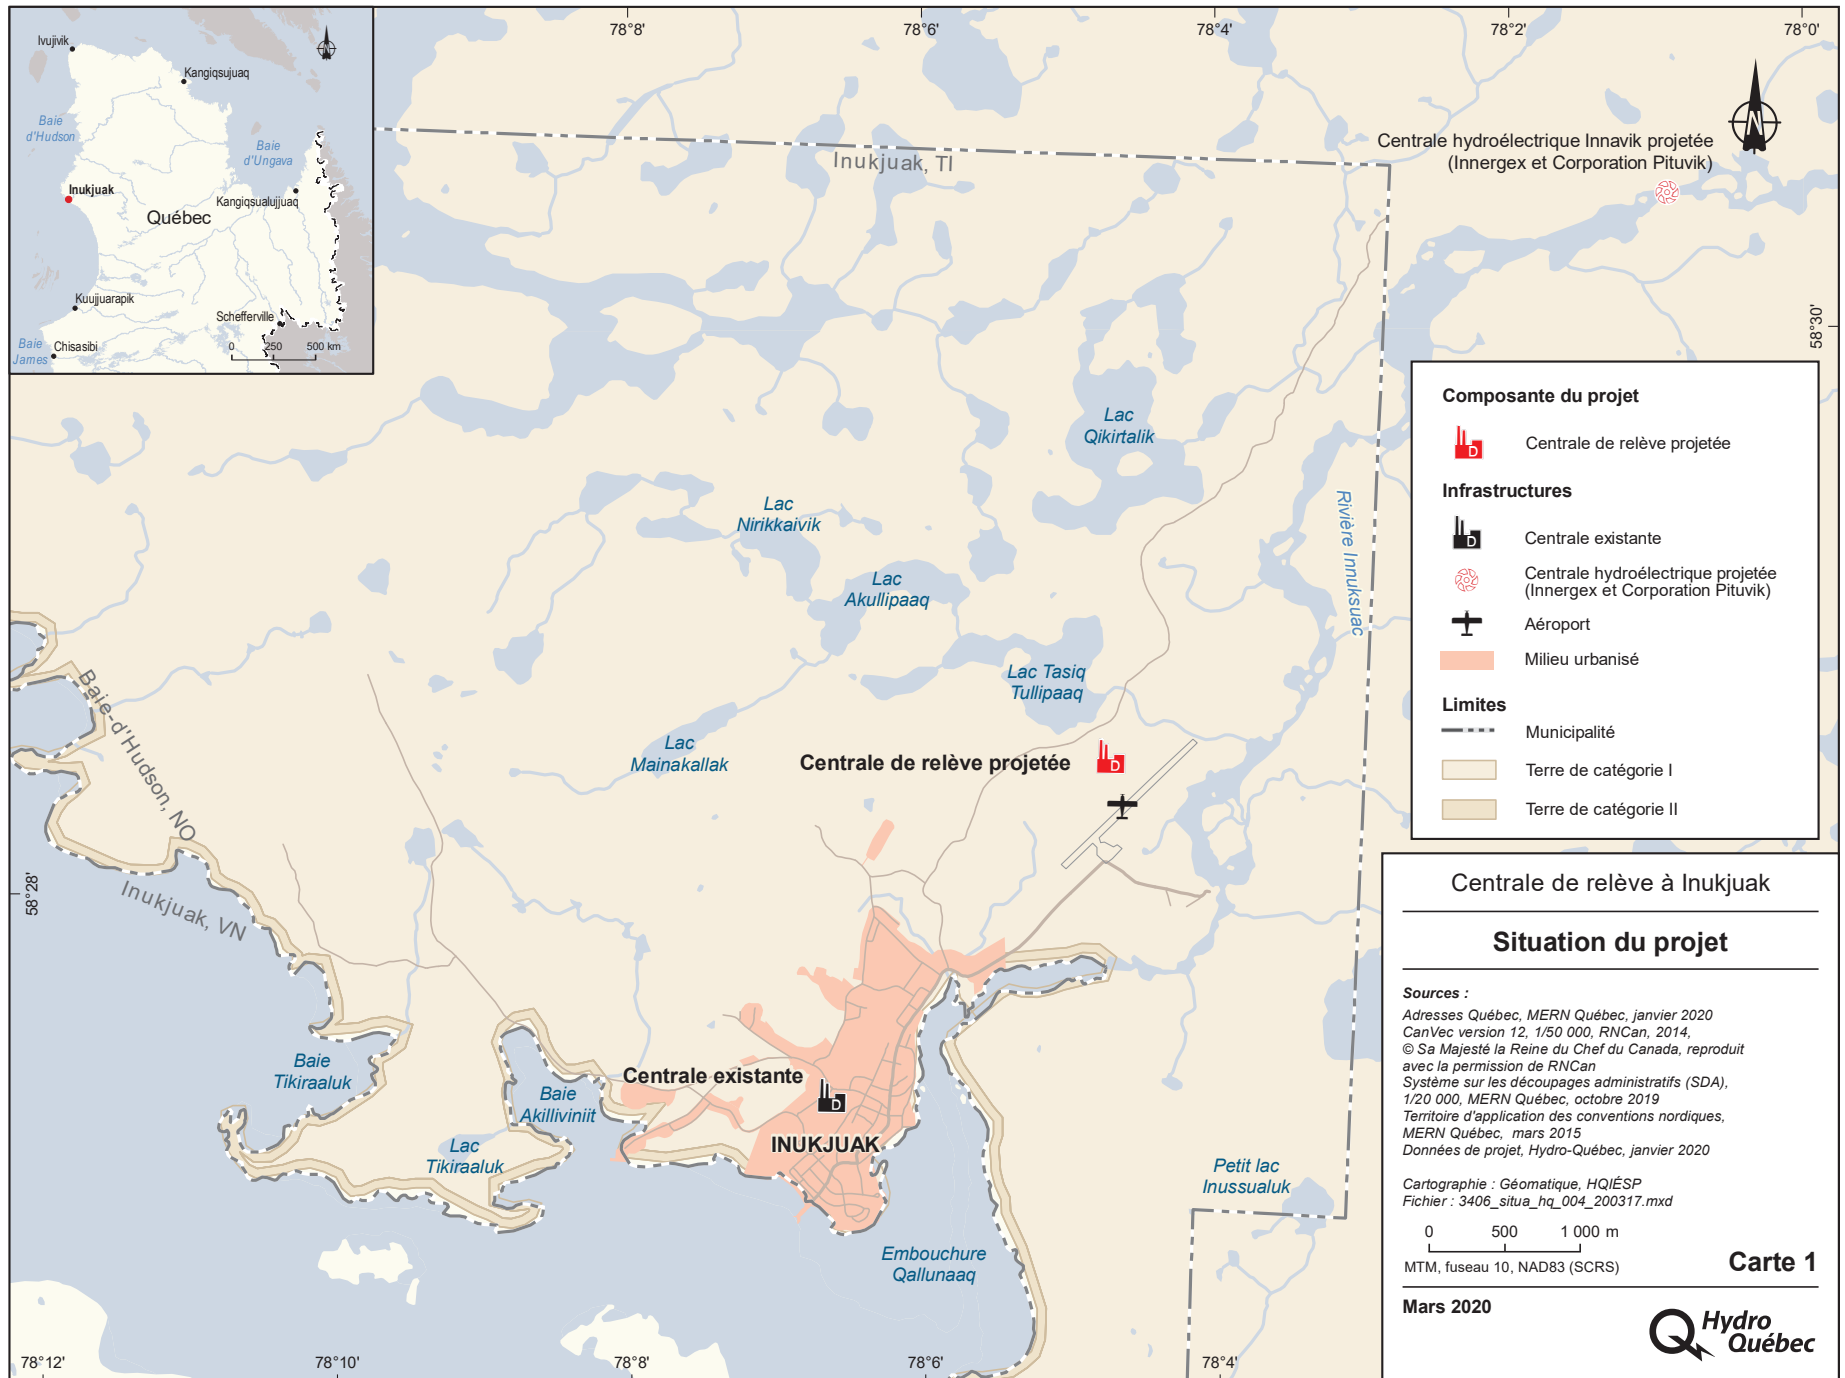 78°8'
78°6'
78°4'
78°2'
78°0'
Ivujivik
Kangiqsujuaq
Baie
d'Hudson
Baie
d'Ungava
Inukjuak
Kangiqsualujjuaq
Québec
Kuujjuarapik
Schefferville
Baie
James
Chisasibi
0 250 500 km
Inukjuak, TI
Centrale hydroélectrique Innavik projetée
(Innergex et Corporation Pituvik)
N
58°30'
Lac
Qikirtalik
Lac
Nirikkaivik
Rivière Innuksuac
Lac
Akullipaaq
Lac Tasiq
Tullipaaq
Lac
Mainakallak
Centrale de relève projetée
D
Baie-d'Hudson, NO
58°28'
Inukjuak, VN
Baie
Tikiraaluk
Centrale existante
D
Baie
Akilliviniit
INUKJUAK
Lac
Tikiraaluk
Petit lac
Inussualuk
Embouchure
Qallunaaq
78°12'
78°10'
78°8'
78°6'
78°4'
Composante du projet
D
Centrale de relève projetée
Infrastructures
D
Centrale existante
Centrale hydroélectrique projetée
(Innergex et Corporation Pituvik)
Aéroport
Milieu urbanisé
Limites
Municipalité
Terre de catégorie I
Terre de catégorie II
Centrale de relève à Inukjuak
Situation du projet
Sources :
Adresses Québec, MERN Québec, janvier 2020
CanVec version 12, 1/50 000, RNCan, 2014,
© Sa Majesté la Reine du Chef du Canada, reproduit
avec la permission de RNCan
Système sur les découpages administratifs (SDA),
1/20 000, MERN Québec, octobre 2019
Territoire d'application des conventions nordiques,
MERN Québec, mars 2015
Données de projet, Hydro-Québec, janvier 2020
Cartographie : Géomatique, HQIÉSP
Fichier : 3406_situa_hq_004_200317.mxd
0 500 1 000 m
MTM, fuseau 10, NAD83 (SCRS)
Carte 1
Mars 2020
Hydro
Québec